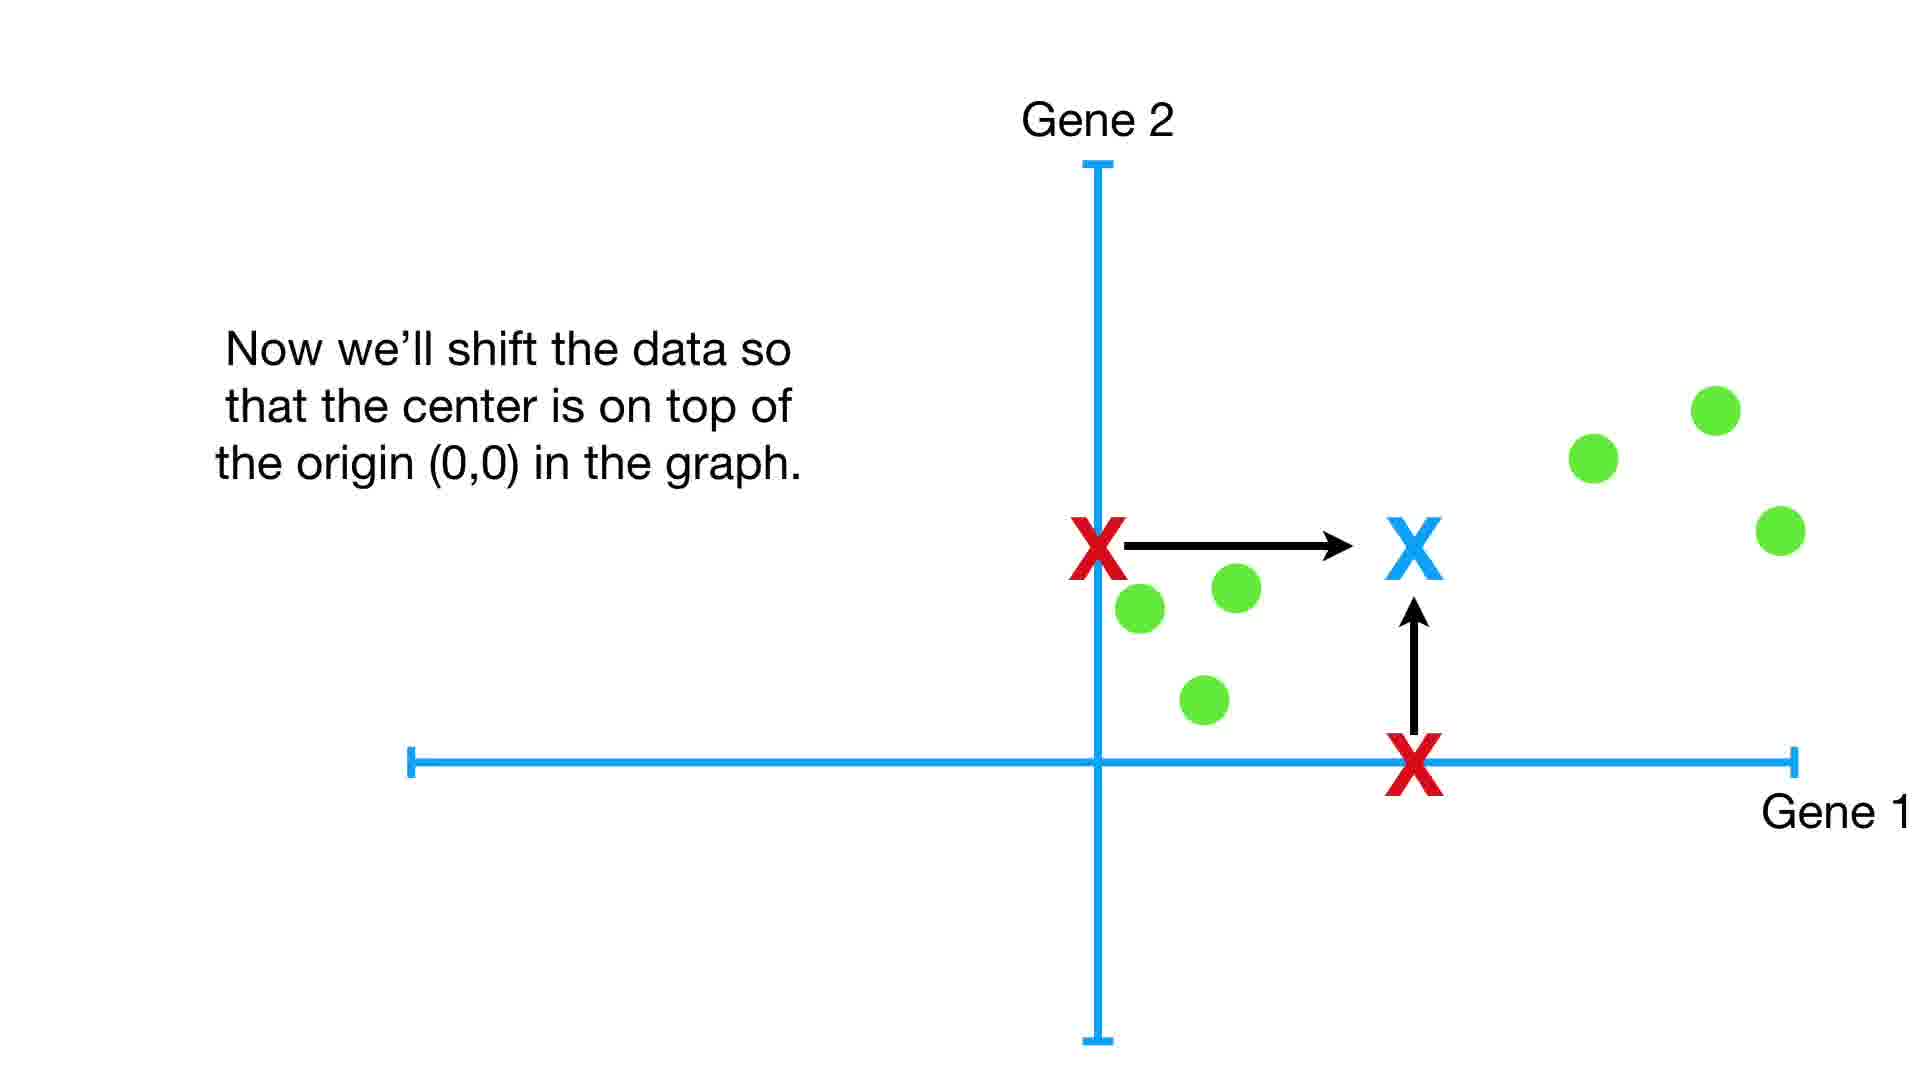 Gene 2
Now we’ll shift the data so
that the center is on top of
the origin (0,0) in the graph.
X
X
X
Gene 1